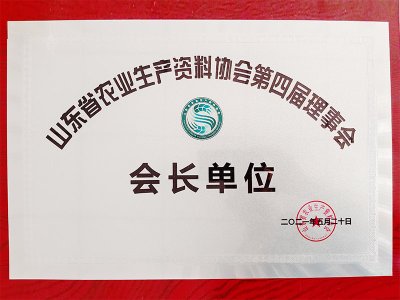 山东省农业生产资料协会第四届理事会
会长单位
二〇二一年五月二十日